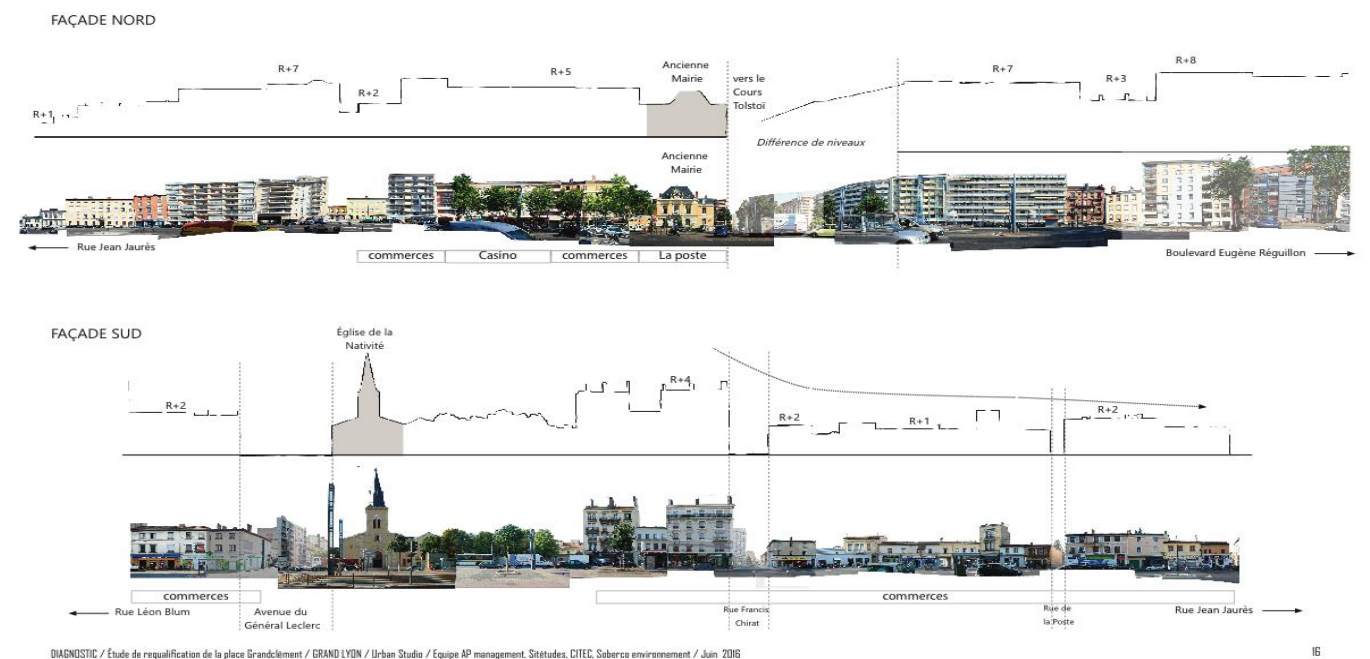 FAÇADE NORD
R+1
R+7
R+2
R+5
Ancienne
Mairie
vers le
Cours
Tolstoï
Différence de niveaux
R+7
R+3
R+8
Ancienne
Mairie
Rue Jean Jaurès
commerces
Casino
commerces
La poste
Boulevard Eugène Réguillon
FAÇADE SUD
R+2
Église de la
Nativité
R+4
R+2
R+1
R+2
commerces
commerces
Rue Léon Blum
Avenue du
Général Leclerc
Rue Francis
Chirat
Rue de
la Poste
Rue Jean Jaurès
DIAGNOSTIC / Étude de requalification de la place Grandclément / GRAND LYON / Urban Studio / Equipe AP management, Sitétudes, CITEC, Soberco environnement / Juin 2016
16